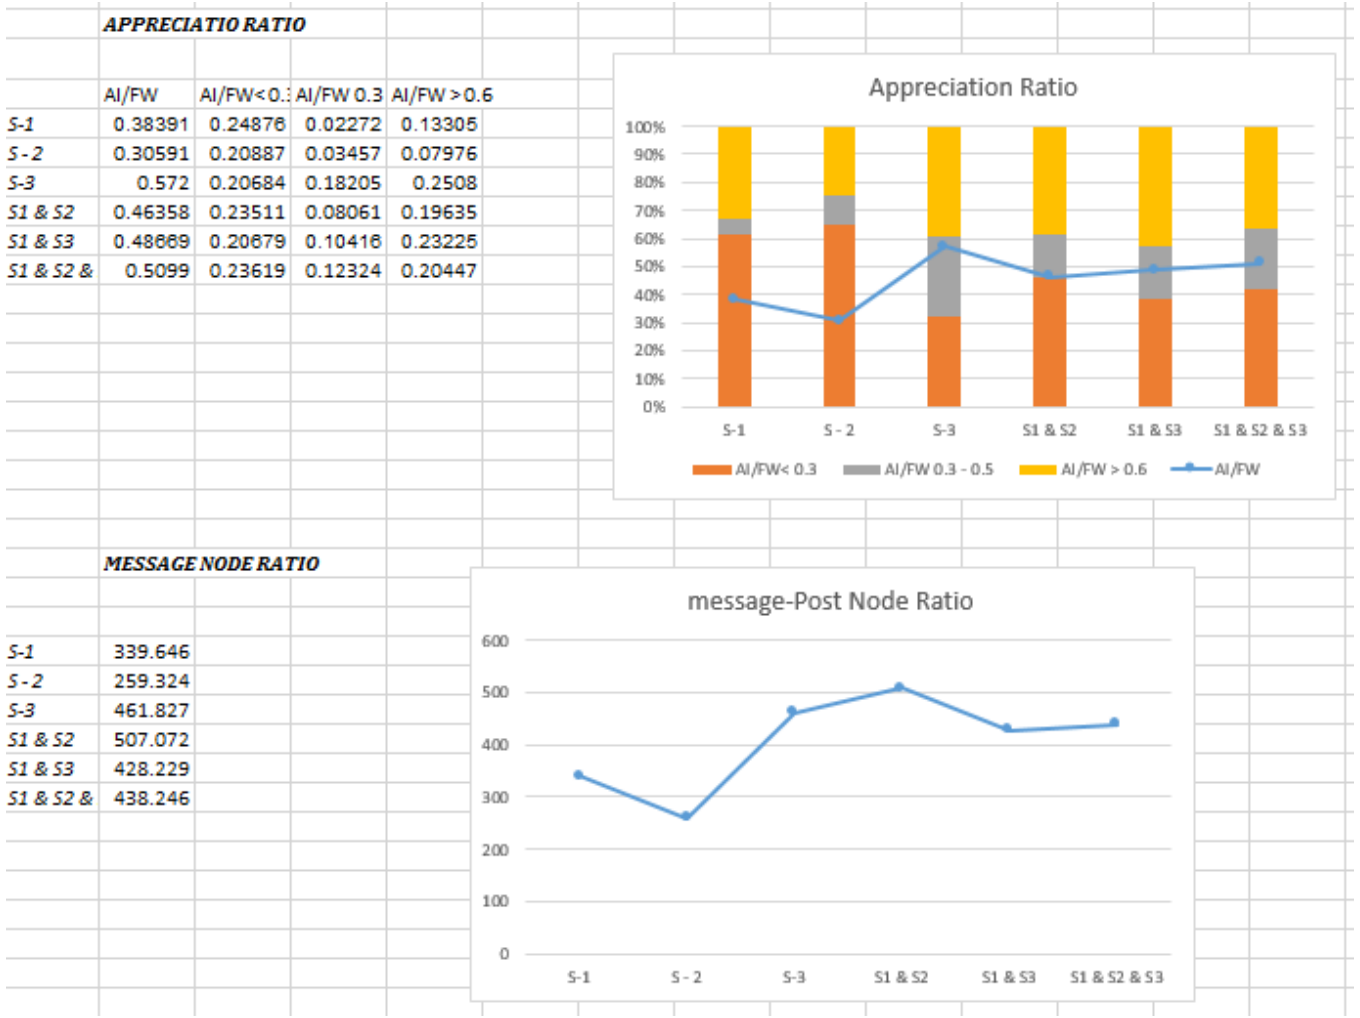 APPRECIATIO RATIO
AI/FW AI/FW<0.: AI/FW 0.3 AI/FW >0.6
S-1 0.38391 0.24876 0.02272 0.13305
S - 2 0.30591 0.20887 0.03457 0.07976
S-3 0.572 0.20684 0.18205 0.2508
S1 & S2 0.46358 0.23511 0.08061 0.19635
S1 & S3 0.48669 0.20679 0.10416 0.23225
S1 & S2 & 0.5099 0.23619 0.12324 0.20447
Appreciation Ratio
100%
90%
80%
70%
60%
50%
40%
30%
20%
10%
0%
S-1 S - 2 S-3 S1 & S2 S1 & S3 S1 & S2 & S3
AI/FW< 0.3 AI/FW 0.3 - 0.5 AI/FW > 0.6 AI/FW
MESSAGE NODE RATIO
S-1 339.646
S - 2 259.324
S-3 461.827
S1 & S2 507.072
S1 & S3 428.229
S1 & S2 & 438.246
message-Post Node Ratio
600
500
400
300
200
100
0
S-1 S - 2 S-3 S1 & S2 S1 & S3 S1 & S2 & S3